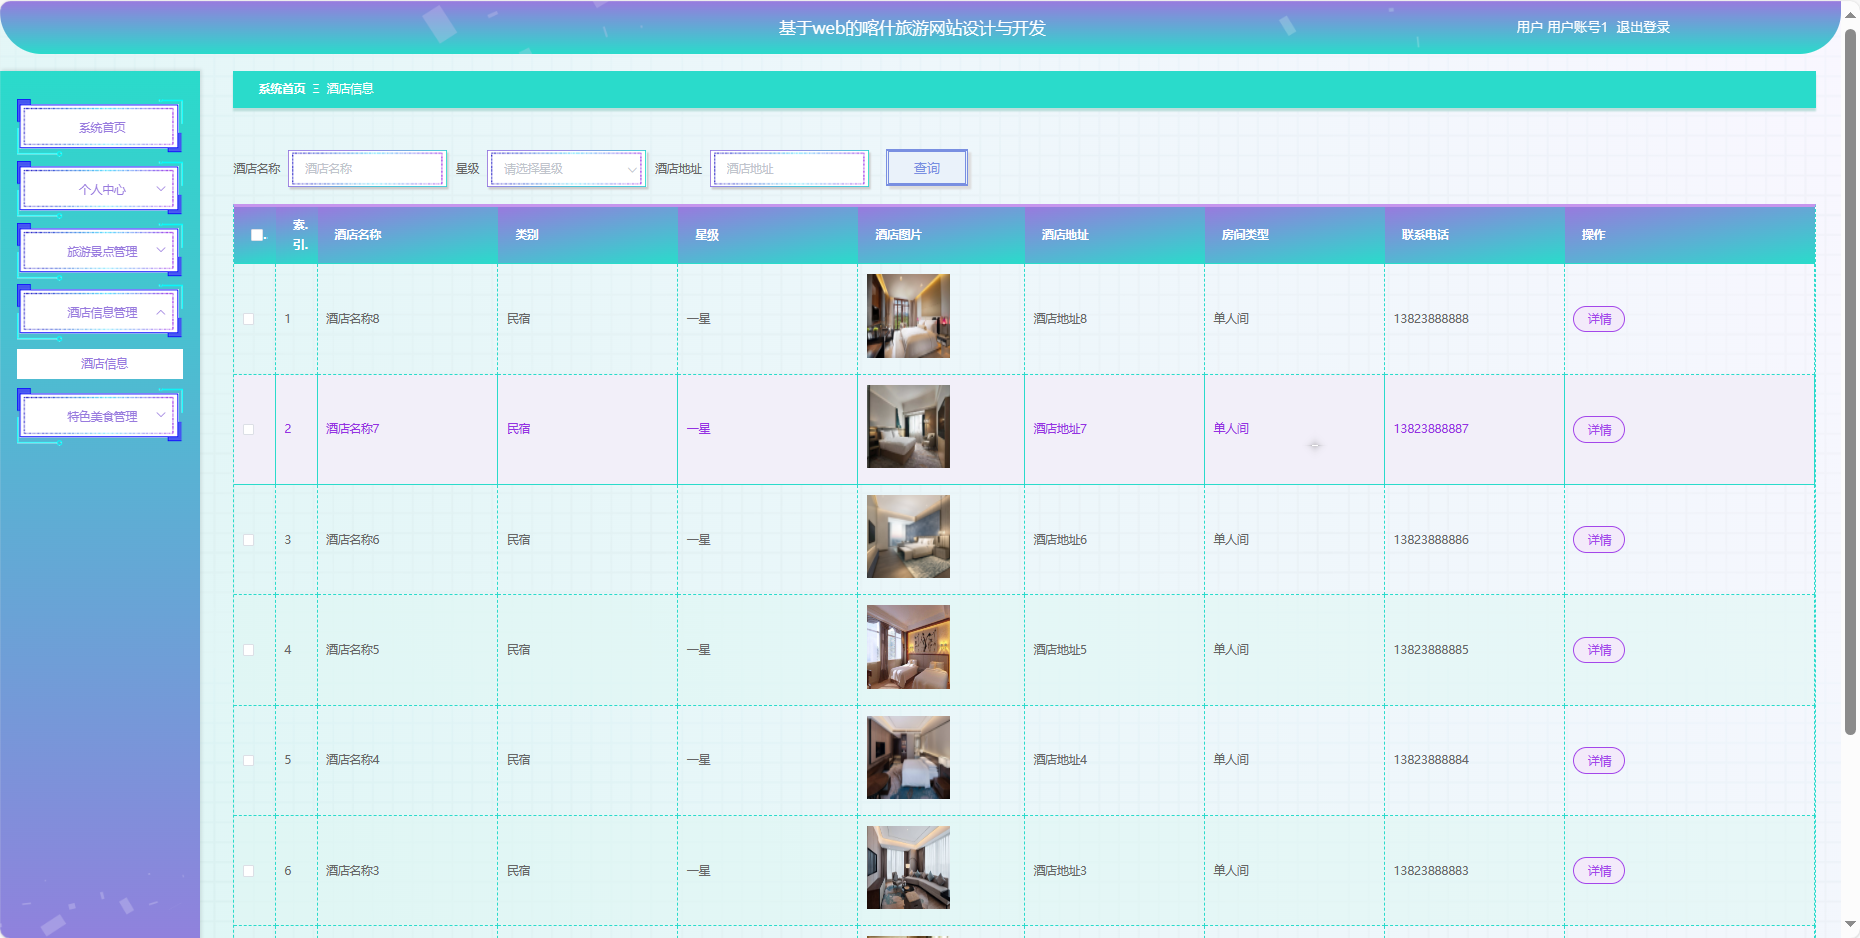 基于web的喀什旅游网站设计与开发
用户 用户账号1 退出登录
系统首页
个人中心
旅游景点管理
酒店信息管理
酒店信息
特色美食管理
系统首页 Ξ 酒店信息
酒店名称 酒店名称 星级 请选择星级 酒店地址 酒店地址 查询
索. 引. 酒店名称 类别 星级 酒店图片 酒店地址 房间类型 联系电话 操作
1 酒店名称8 民宿 一星 酒店地址8 单人间 13823888888 详情
2 酒店名称7 民宿 一星 酒店地址7 单人间 13823888887 详情
3 酒店名称6 民宿 一星 酒店地址6 单人间 13823888886 详情
4 酒店名称5 民宿 一星 酒店地址5 单人间 13823888885 详情
5 酒店名称4 民宿 一星 酒店地址4 单人间 13823888884 详情
6 酒店名称3 民宿 一星 酒店地址3 单人间 13823888883 详情